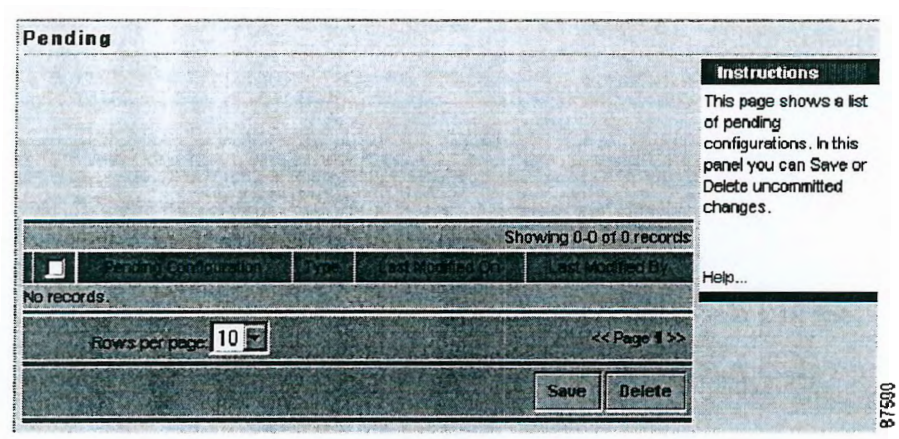 Pending
Instructions
This page shows a list
of pending
configurations. In this
panel you can Save or
Delete uncommitted
changes.
Help...
Showing 0-0 of 0 records
Pending Configuration Type Last Modified On Last Modified By
No records.
Rows per page: 10 << Page 1 >>
Save Delete
87500